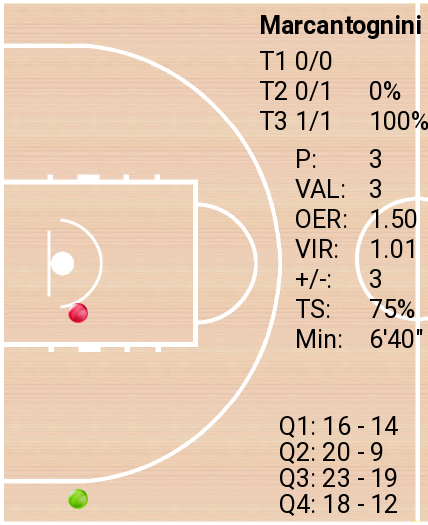 Marcantognini
T1 0/0
T2 0/1 0%
T3 1/1 100%
P: 3
VAL: 3
OER: 1.50
VIR: 1.01
+/-: 3
TS: 75%
Min: 6'40"
Q1: 16 - 14
Q2: 20 - 9
Q3: 23 - 19
Q4: 18 - 12